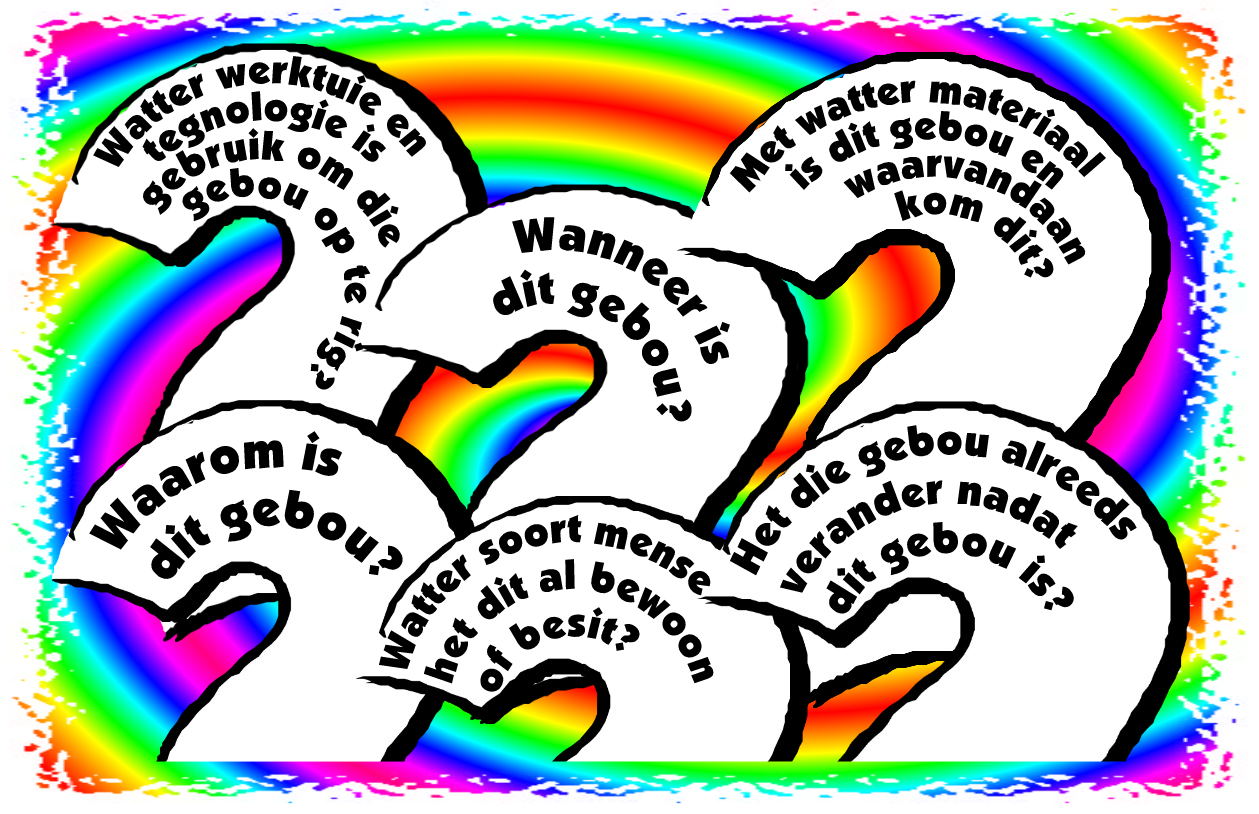 Watter werktuie en
tegnologie is
gebruik om die
gebou op te rig?
Wanneer is
dit gebou?
Met watter materiaal
is dit gebou en
waarvandaan
kom dit?
Waarom is
dit gebou?
Watter soort mense
het dit al bewoon
of besit?
Het die gebou alreeds
verander nadat
dit gebou is?